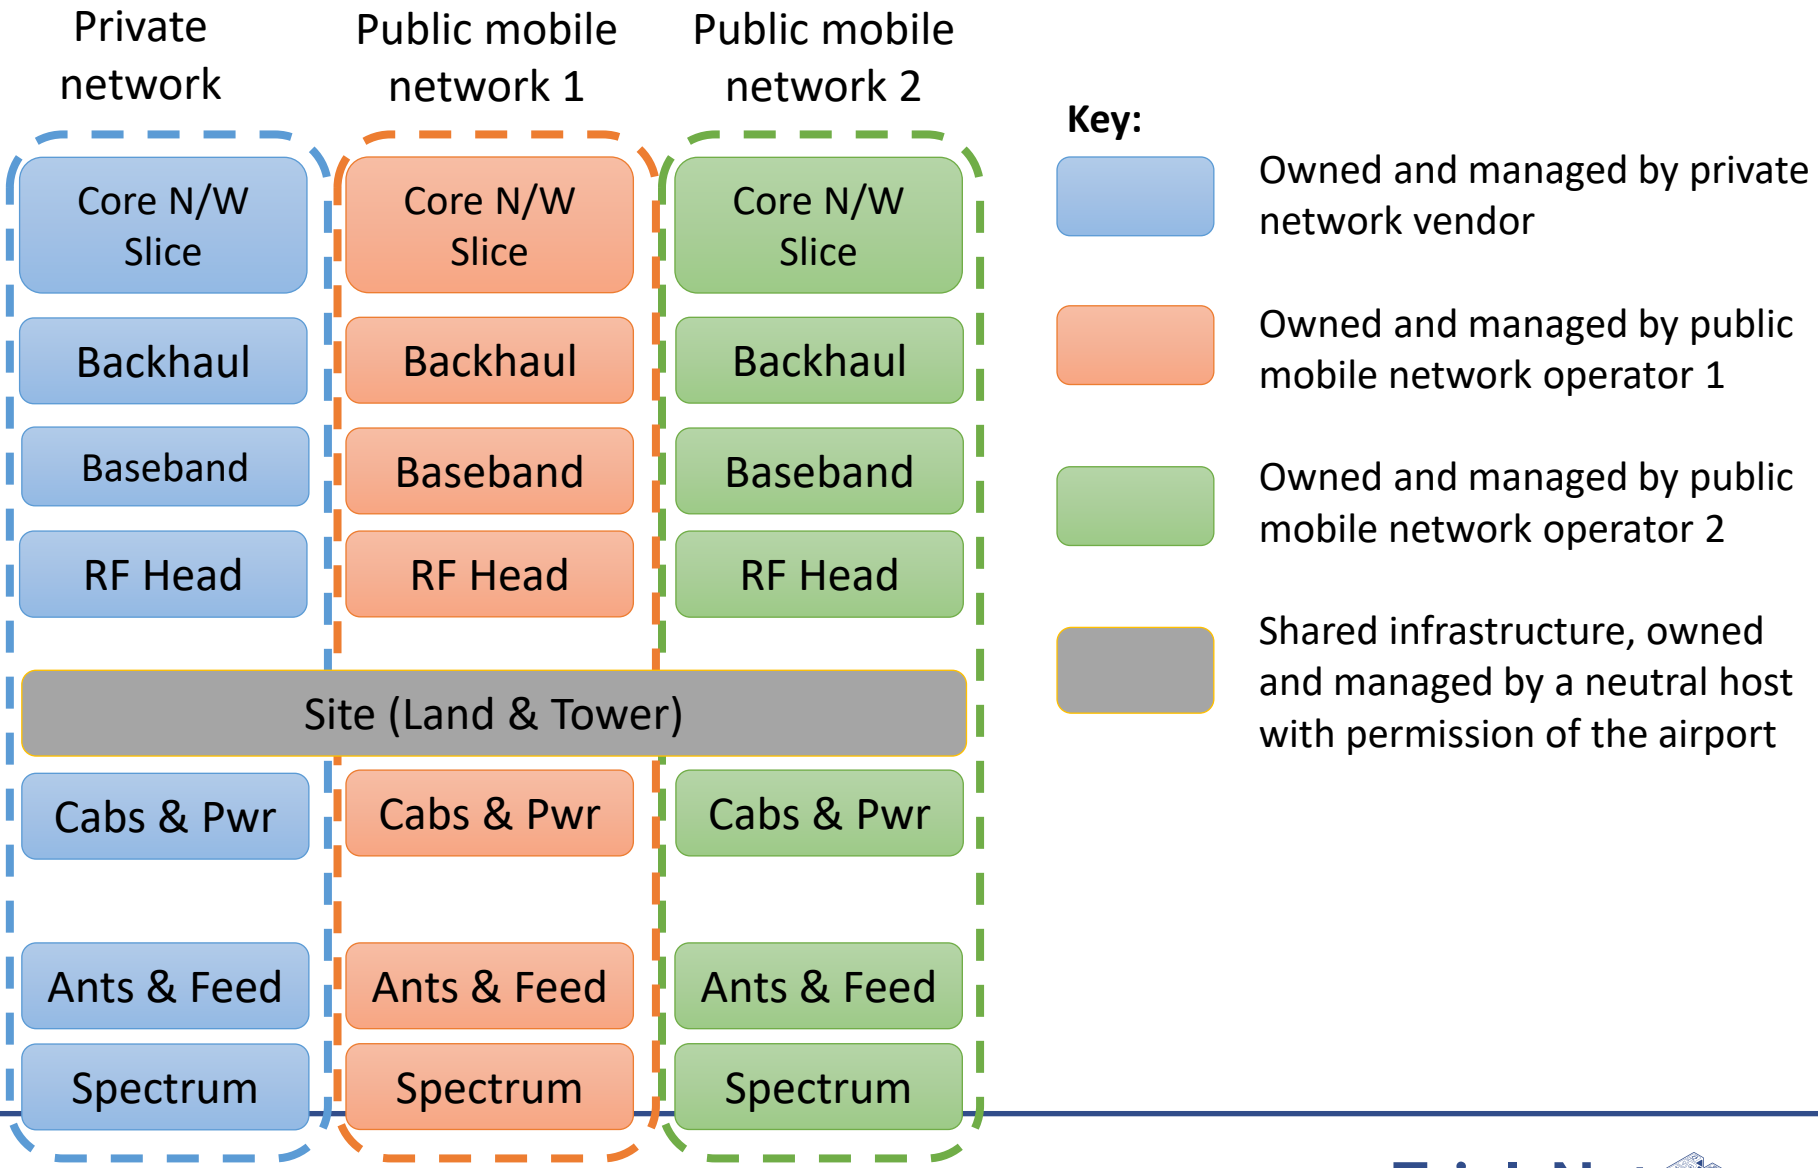 Private
network
Public mobile
network 1
Public mobile
network 2
Core N/W
Slice
Backhaul
Baseband
RF Head
Core N/W
Slice
Backhaul
Baseband
RF Head
Core N/W
Slice
Backhaul
Baseband
RF Head
Site (Land & Tower)
Cabs & Pwr
Ants & Feed
Spectrum
Cabs & Pwr
Ants & Feed
Spectrum
Cabs & Pwr
Ants & Feed
Spectrum
Key:
Owned and managed by private
network vendor
Owned and managed by public
mobile network operator 1
Owned and managed by public
mobile network operator 2
Shared infrastructure, owned
and managed by a neutral host
with permission of the airport